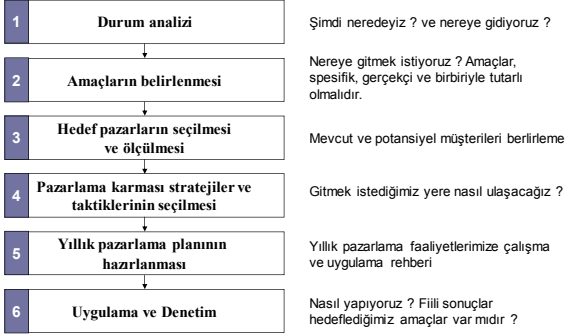 1
Durum analizi
Şimdi neredeyiz ? ve nereye gidiyoruz ?
2
Amaçların belirlenmesi
Nereye gitmek istiyoruz ? Amaçlar,
spesifik, gerçekçi ve birbiriyle tutarlı
olmalıdır.
3
Hedef pazarların seçilmesi
ve ölçülmesi
Mevcut ve potansiyel müşterileri berlirleme
4
Pazarlama karması stratejiler ve
taktiklerinin seçilmesi
Gitmek istediğimiz yere nasıl ulaşacağız ?
5
Yıllık pazarlama planının
hazırlanması
Yıllık pazarlama faaliyetlerimize çalışma
ve uygulama rehberi
6
Uygulama ve Denetim
Nasıl yapıyoruz ? Fiili sonuçlar
hedeflediğimiz amaçlar var mıdır ?